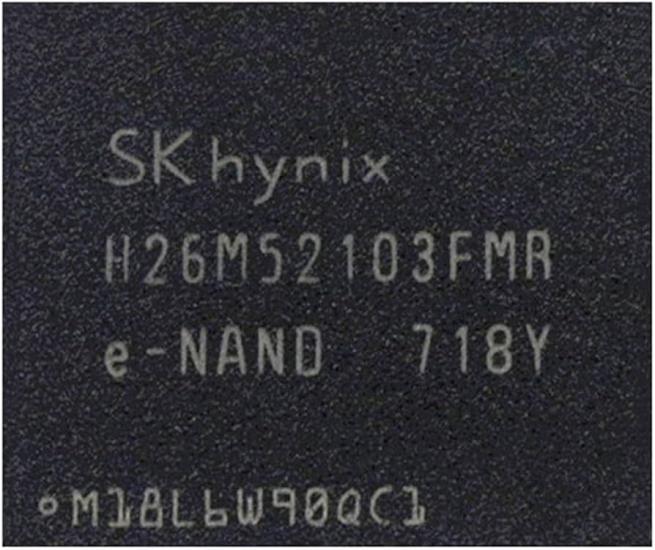 SK hynix
H26M52103FMR
e-NAND 718Y
M18L6W90QC1